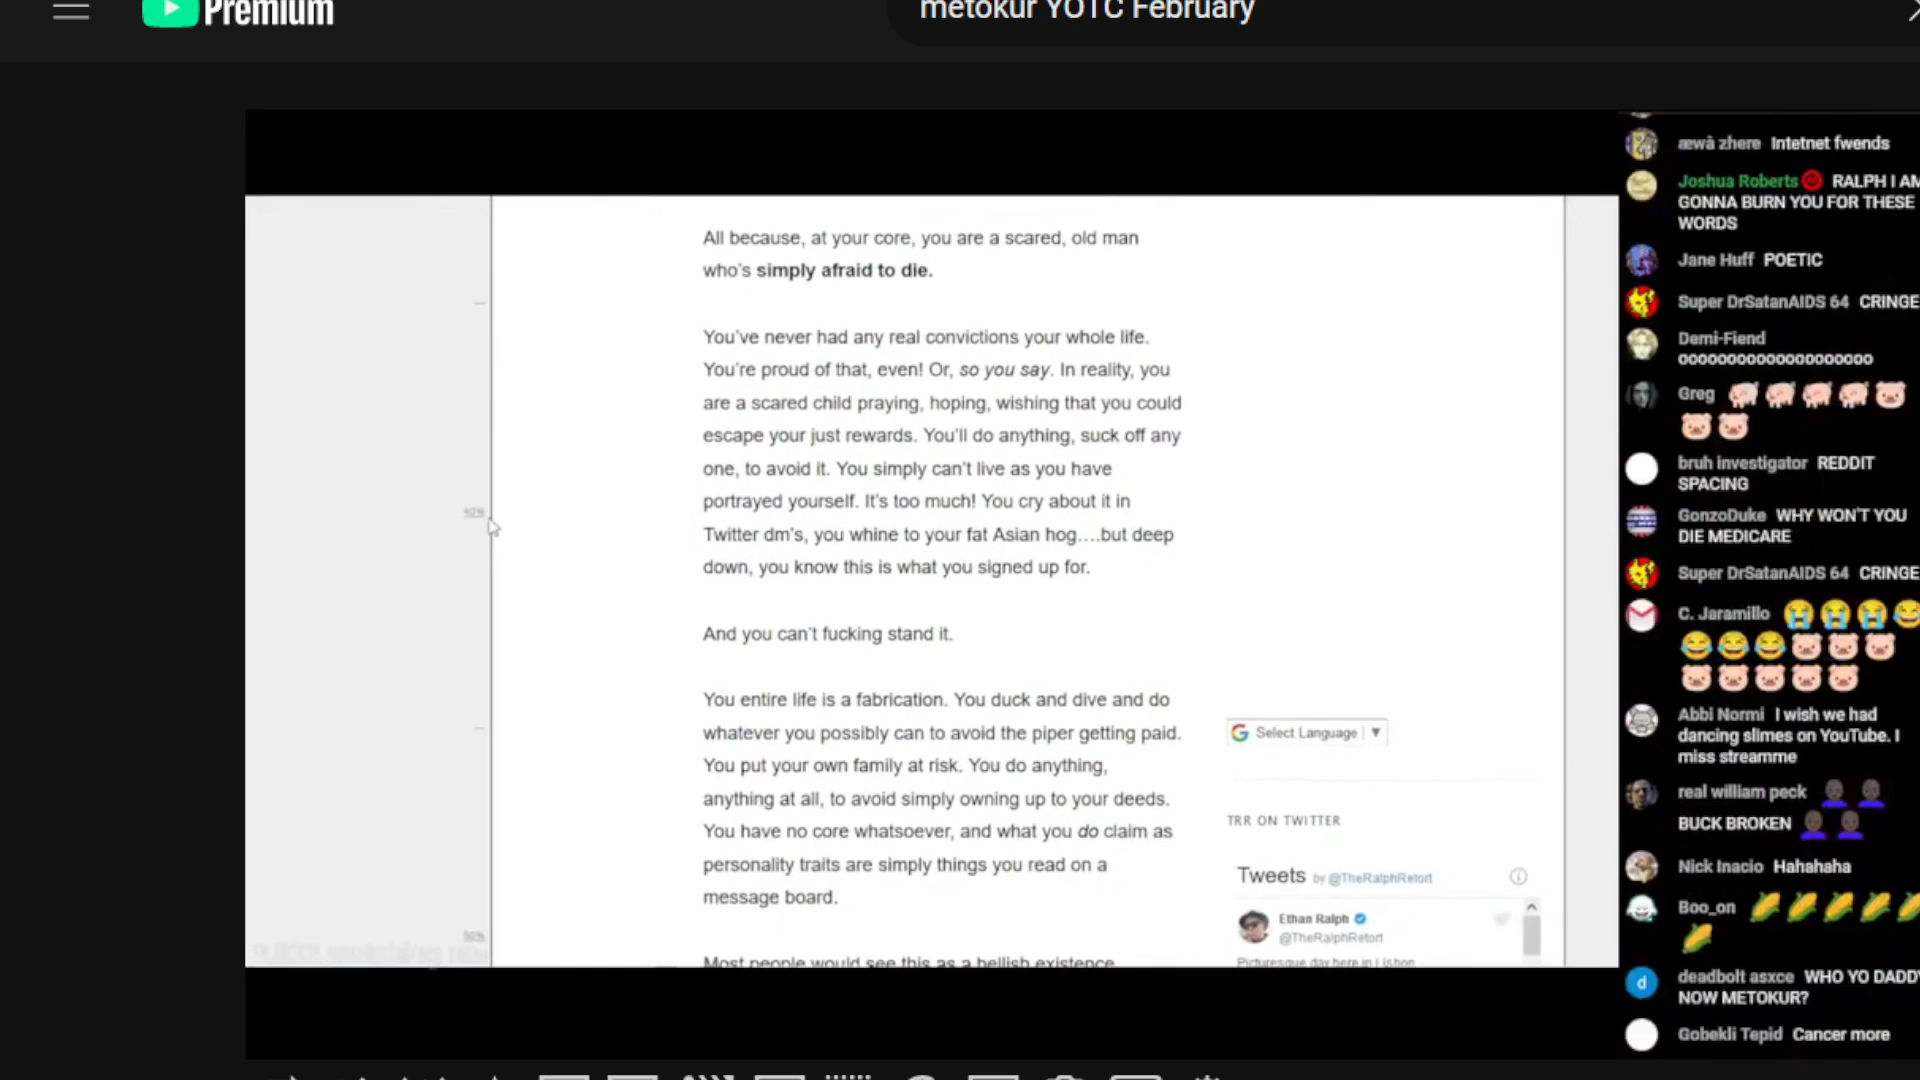 Premium
metokur YOTC February
All because, at your core, you are a scared, old man
who's simply afraid to die.
You've never had any real convictions your whole life.
You're proud of that, even! Or, so you say. In reality, you
are a scared child praying, hoping, wishing that you could
escape your just rewards. You'll do anything, suck off any
one, to avoid it. You simply can't live as you have
portrayed yourself. It's too much! You cry about it in
Twitter dm's, you whine to your fat Asian hog….but deep
down, you know this is what you signed up for.
And you can't fucking stand it.
You entire life is a fabrication. You duck and dive and do
whatever you possibly can to avoid the piper getting paid.
You put your own family at risk. You do anything,
anything at all, to avoid simply owning up to your deeds.
You have no core whatsoever, and what you do claim as
personality traits are simply things you read on a
message board.
Most people would see this as a hellish existence
40%
50%
Select Language ▼
TRR ON TWITTER
Tweets by @TheRalphRetort
Ethan Ralph
@TheRalphRetort
Picturesque day here in Lisbon
æwà zhere Intetnet fwends
Joshua Roberts RALPH I AM
GONNA BURN YOU FOR THESE
WORDS
Jane Huff POETIC
Super DrSatanAIDS 64 CRINGE
Demi-Fiend
oooooooooooooooooooo
Greg 🐖🐖🐖🐖🐷
🐷🐷
bruh investigator REDDIT
SPACING
GonzoDuke WHY WON'T YOU
DIE MEDICARE
Super DrSatanAIDS 64 CRINGE
C. Jaramillo 😭😭😭😂
😂😂😂🐷🐷🐷
🐷🐷🐷🐷🐷
Abbi Normi I wish we had
dancing slimes on YouTube. I
miss streamme
real william peck
BUCK BROKEN
Nick Inacio Hahahaha
Boo_on 🌽🌽🌽🌽🌽
🌽
d
deadbolt asxce WHO YO DADDY
NOW METOKUR?
Gobekli Tepid Cancer more